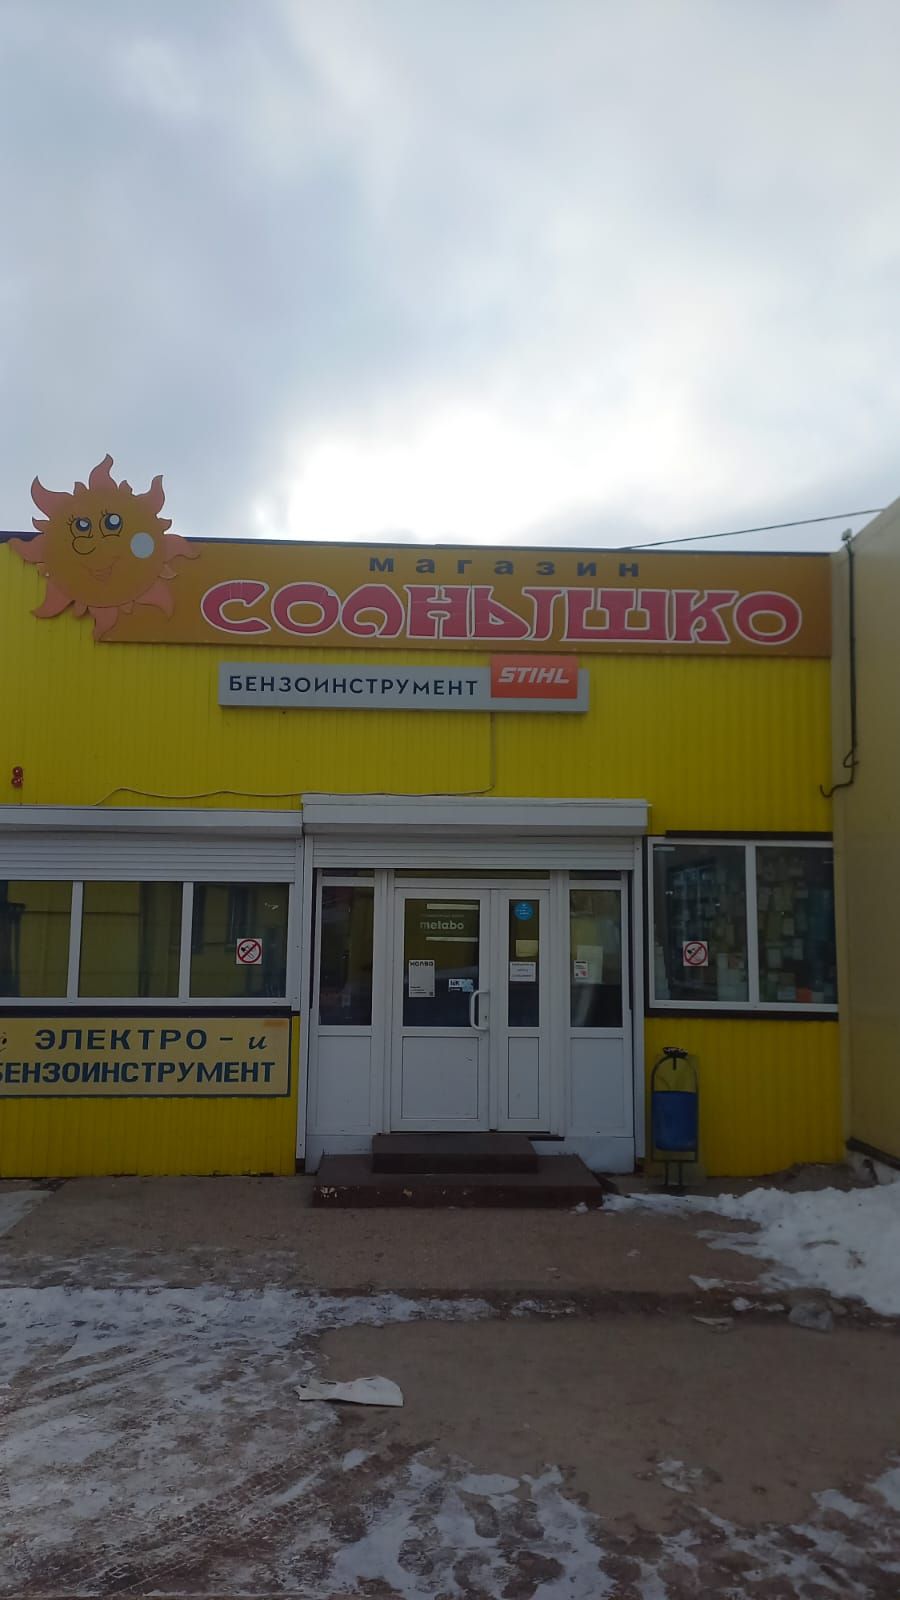 магазин
СОЛНЫШКО
БЕНЗОИНСТРУМЕНТ STIHL
metabo
ЭЛЕКТРО - и
БЕНЗОИНСТРУМЕНТ